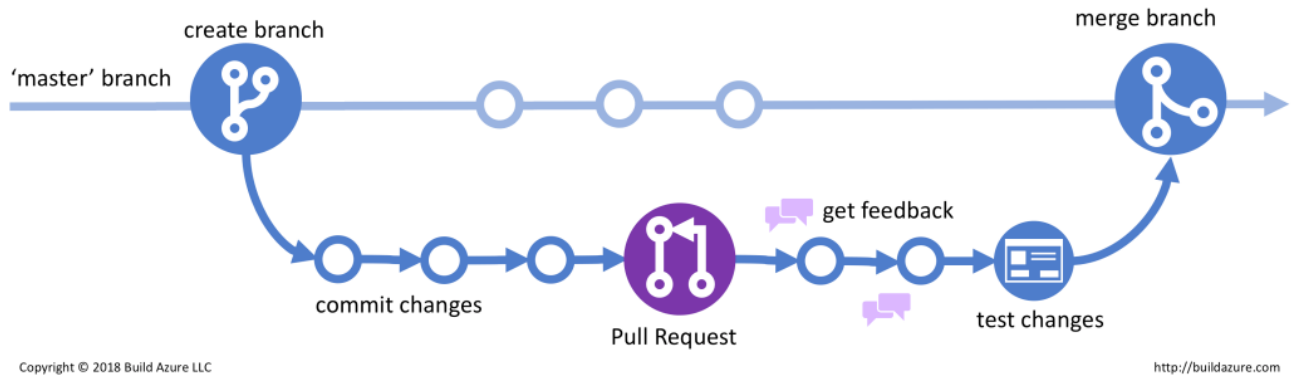 create branch
merge branch
‘master’ branch
get feedback
commit changes
Pull Request
test changes
Copyright © 2018 Build Azure LLC
http://buildazure.com